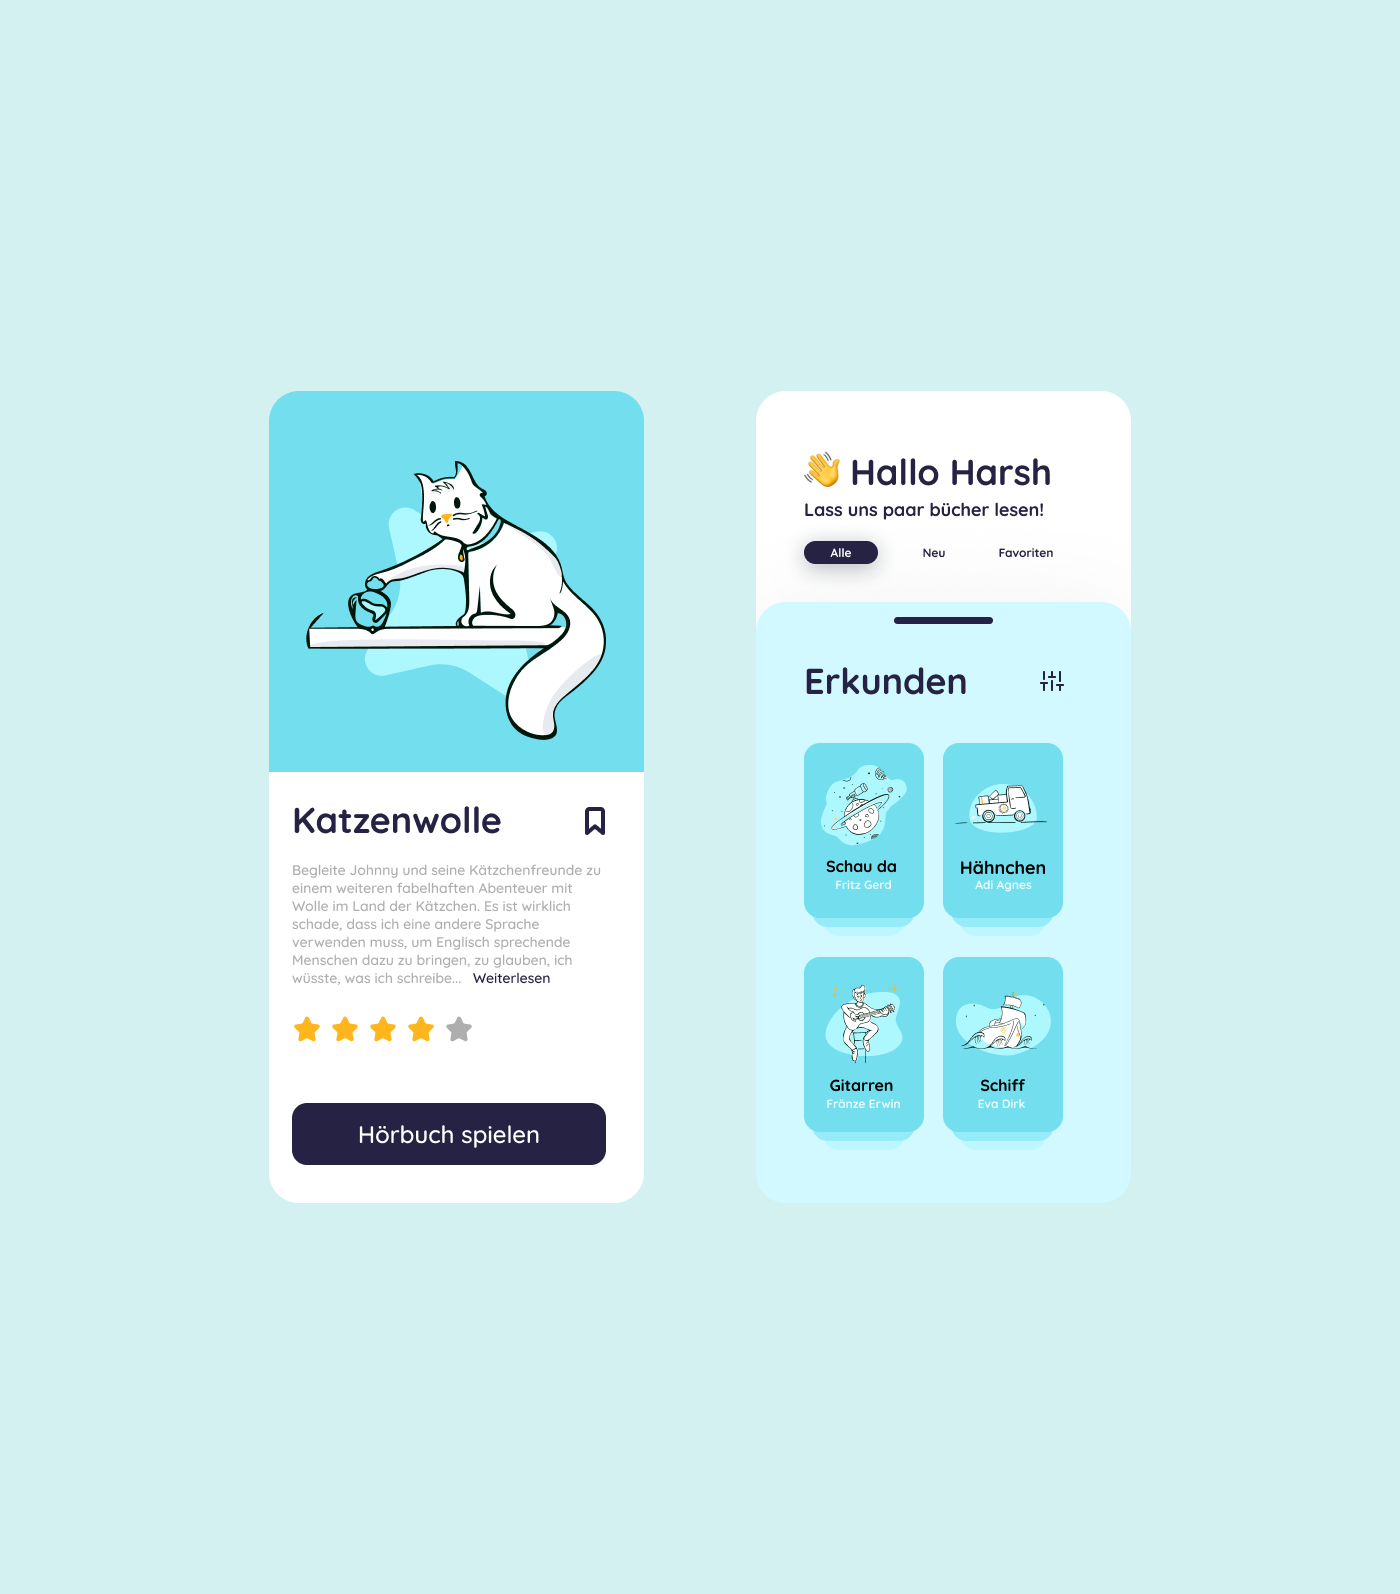 Katzenwolle
Begleite Johnny und seine Kätzchenfreunde zu
einem weiteren fabelhaften Abenteuer mit
Wolle im Land der Kätzchen. Es ist wirklich
schade, dass ich eine andere Sprache
verwenden muss, um Englisch sprechende
Menschen dazu zu bringen, zu glauben, ich
wüsste, was ich schreibe... Weiterlesen
Hörbuch spielen
👋 Hallo Harsh
Lass uns paar bücher lesen!
Alle Neu Favoriten
Erkunden
Schau da
Fritz Gerd
Hähnchen
Adi Agnes
Gitarren
Fränze Erwin
Schiff
Eva Dirk